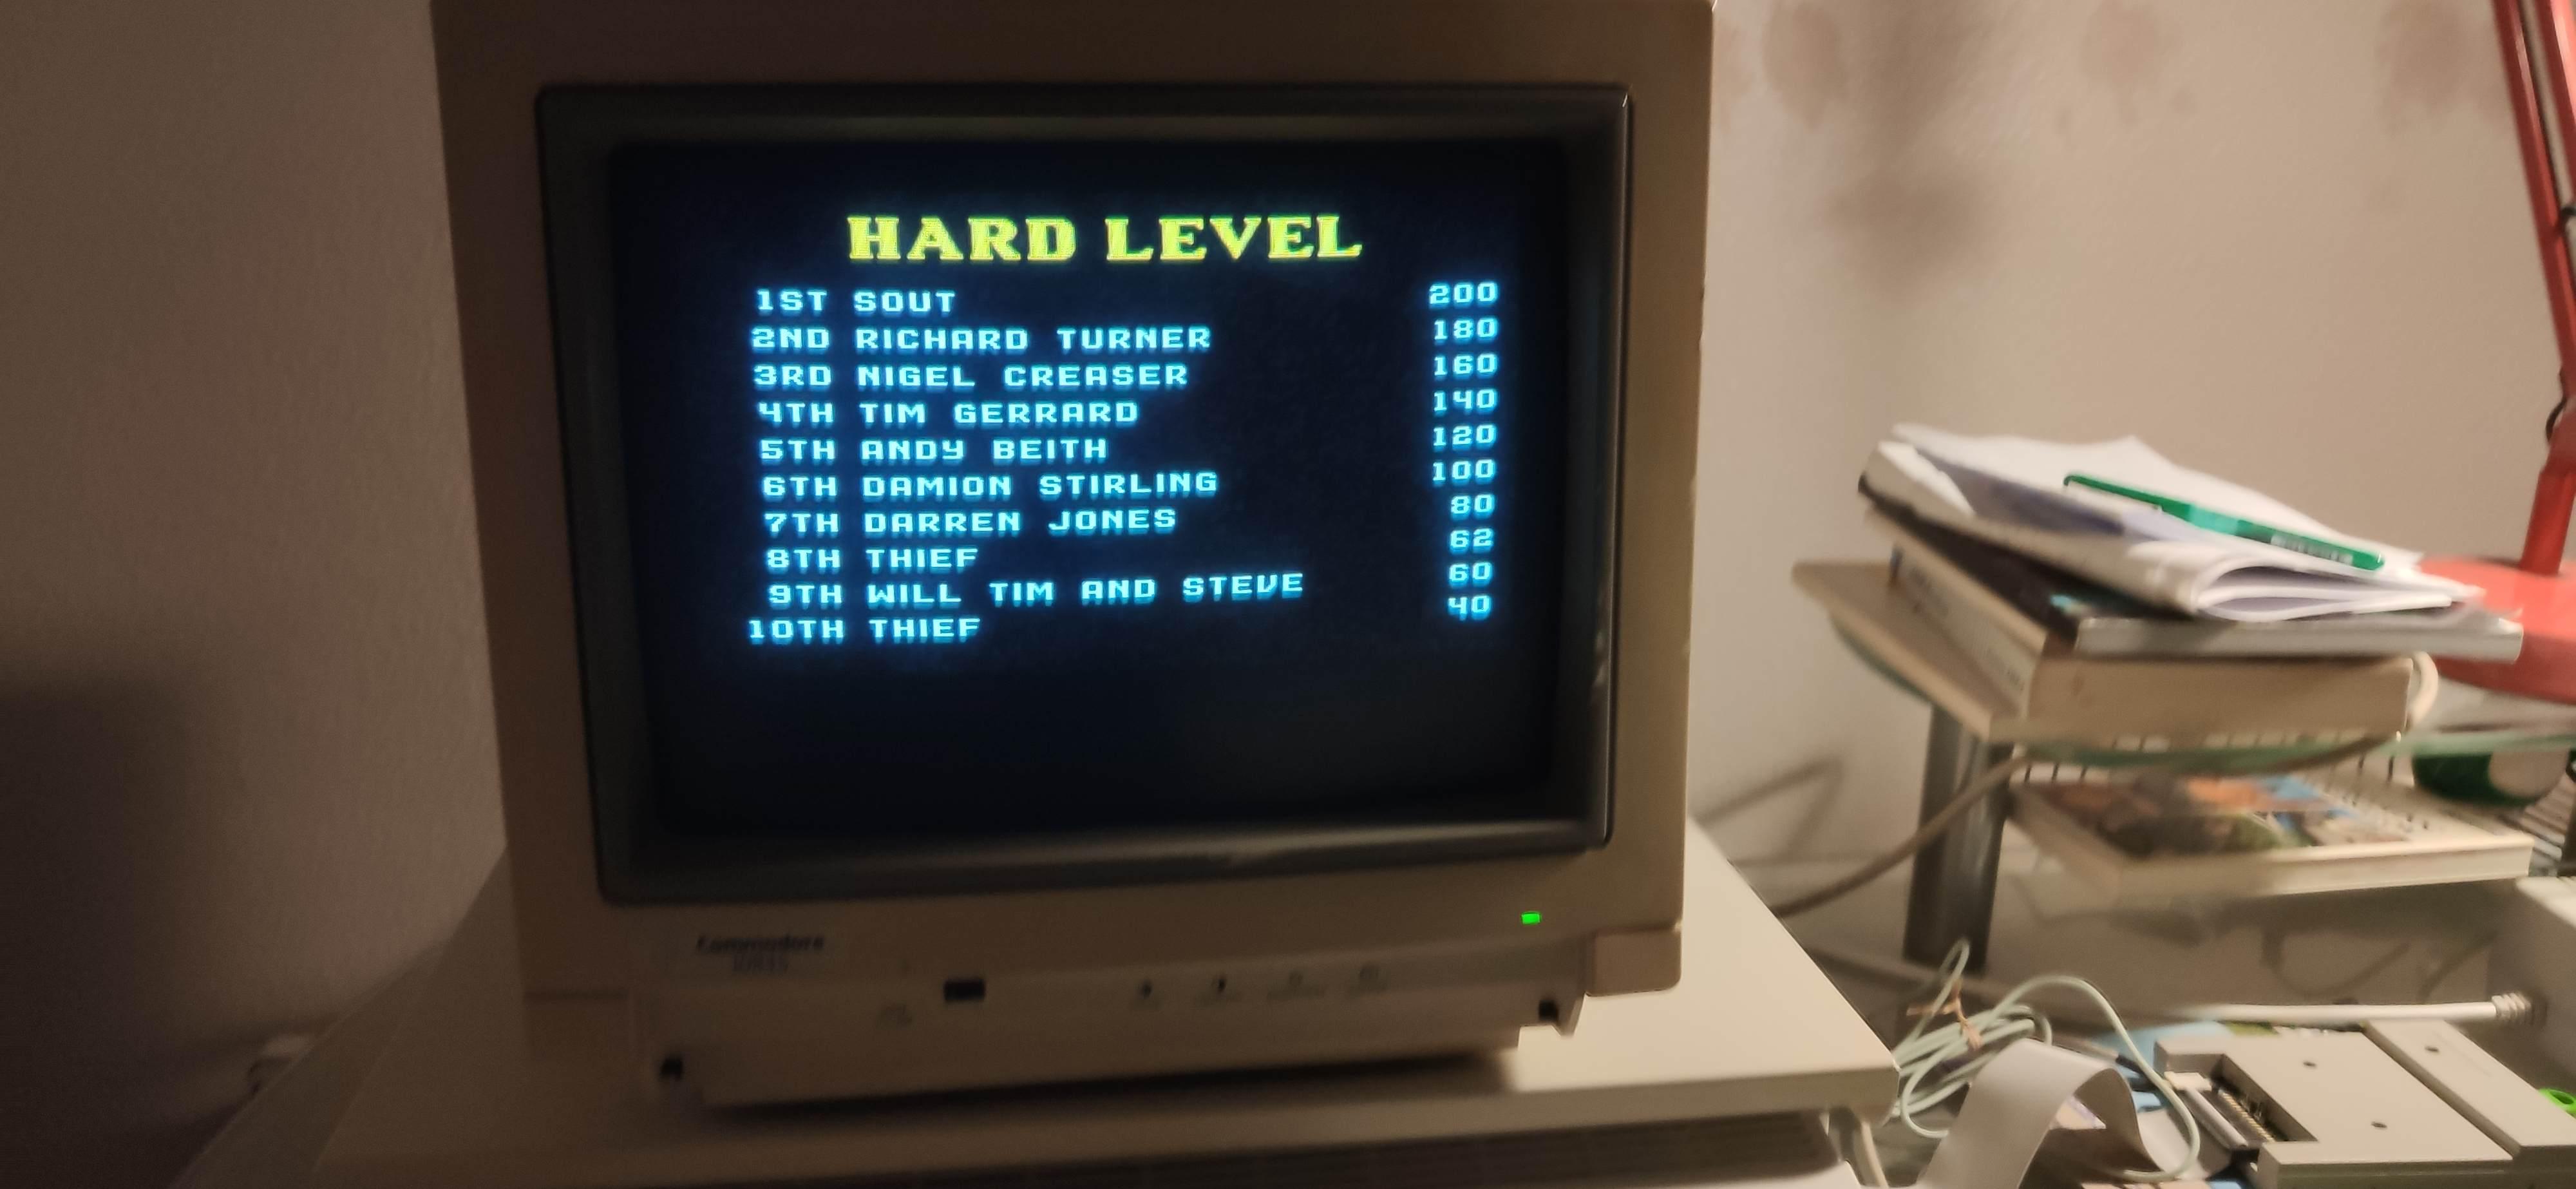 HARD LEVEL
1ST SOUT 200
2ND RICHARD TURNER 180
3RD NIGEL CREASER 160
4TH TIM GERRARD 140
5TH ANDY BEITH 120
6TH DAMION STIRLING 100
7TH DARREN JONES 80
8TH THIEF 62
9TH WILL TIM AND STEVE 60
10TH THIEF 40
Commodore